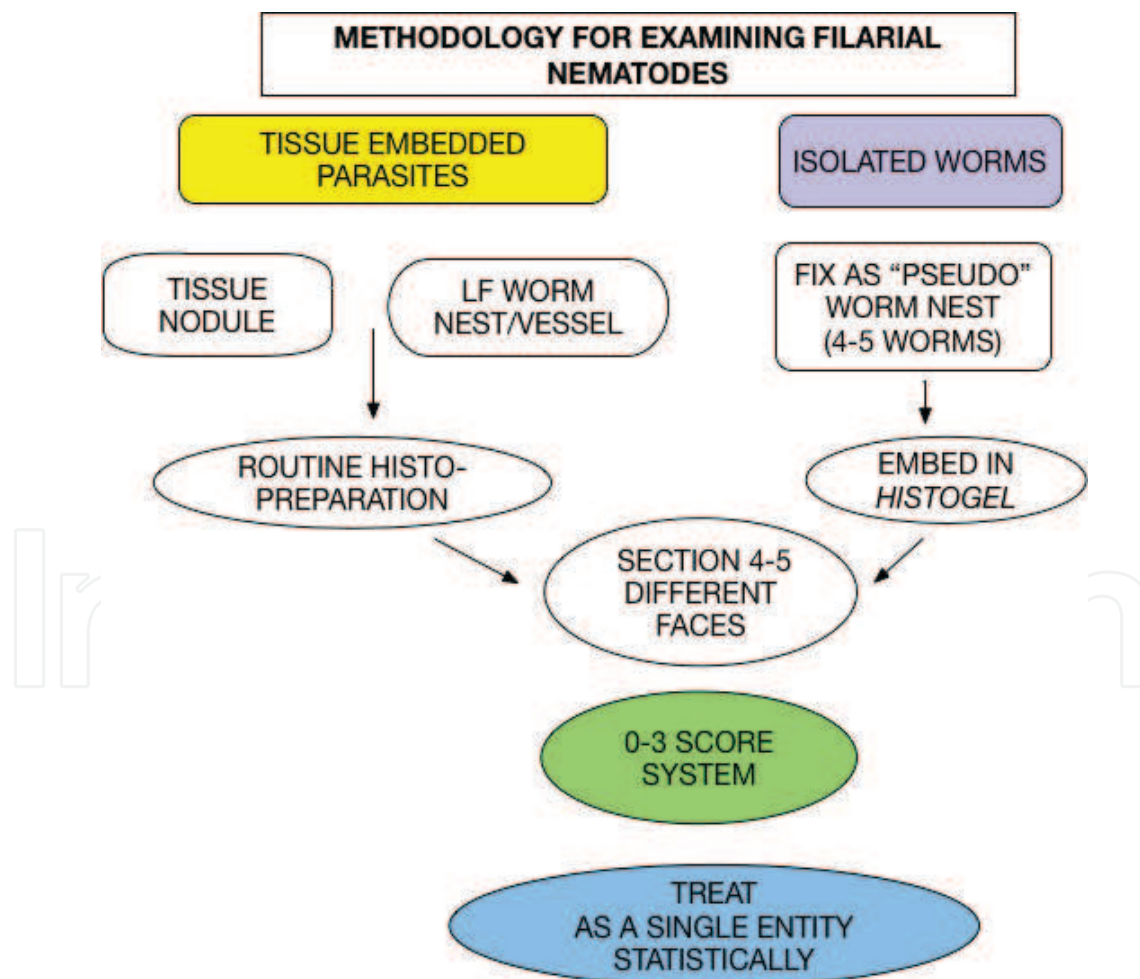 METHODOLOGY FOR EXAMINING FILARIAL
NEMATODES
TISSUE EMBEDDED
PARASITES
ISOLATED WORMS
TISSUE
NODULE
LF WORM
NEST/VESSEL
FIX AS “PSEUDO”
WORM NEST
(4-5 WORMS)
ROUTINE HISTO-
PREPARATION
EMBED IN
HISTOGEL
SECTION 4-5
DIFFERENT
FACES
0-3 SCORE
SYSTEM
TREAT
AS A SINGLE ENTITY
STATISTICALLY